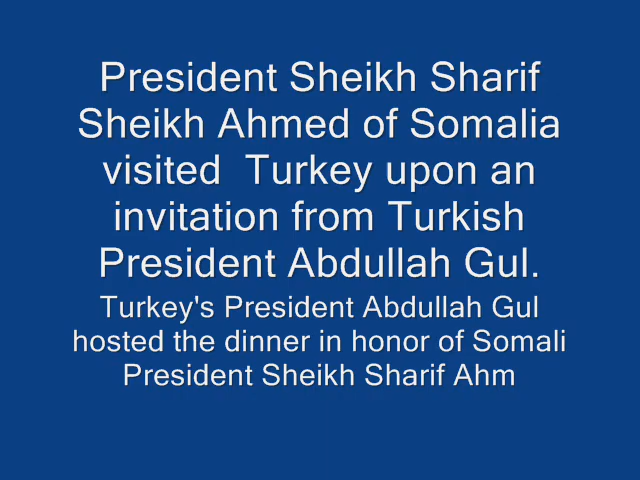 President Sheikh Sharif
Sheikh Ahmed of Somalia
visited  Turkey upon an
invitation from Turkish
President Abdullah Gul.
Turkey's President Abdullah Gul
hosted the dinner in honor of Somali
President Sheikh Sharif Ahm